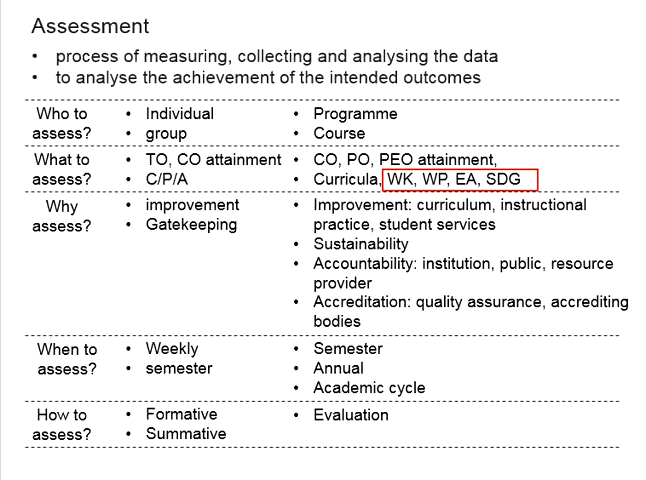 Assessment
• process of measuring, collecting and analysing the data
• to analyse the achievement of the intended outcomes
Who to assess?
• Individual
• group
• Programme
• Course
What to assess?
• TO, CO attainment
• C/P/A
• CO, PO, PEO attainment,
• Curricula, WK, WP, EA, SDG
Why assess?
• improvement
• Gatekeeping
• Improvement: curriculum, instructional
practice, student services
• Sustainability
• Accountability: institution, public, resource
provider
• Accreditation: quality assurance, accrediting
bodies
When to assess?
• Weekly
• semester
• Semester
• Annual
• Academic cycle
How to assess?
• Formative
• Summative
• Evaluation